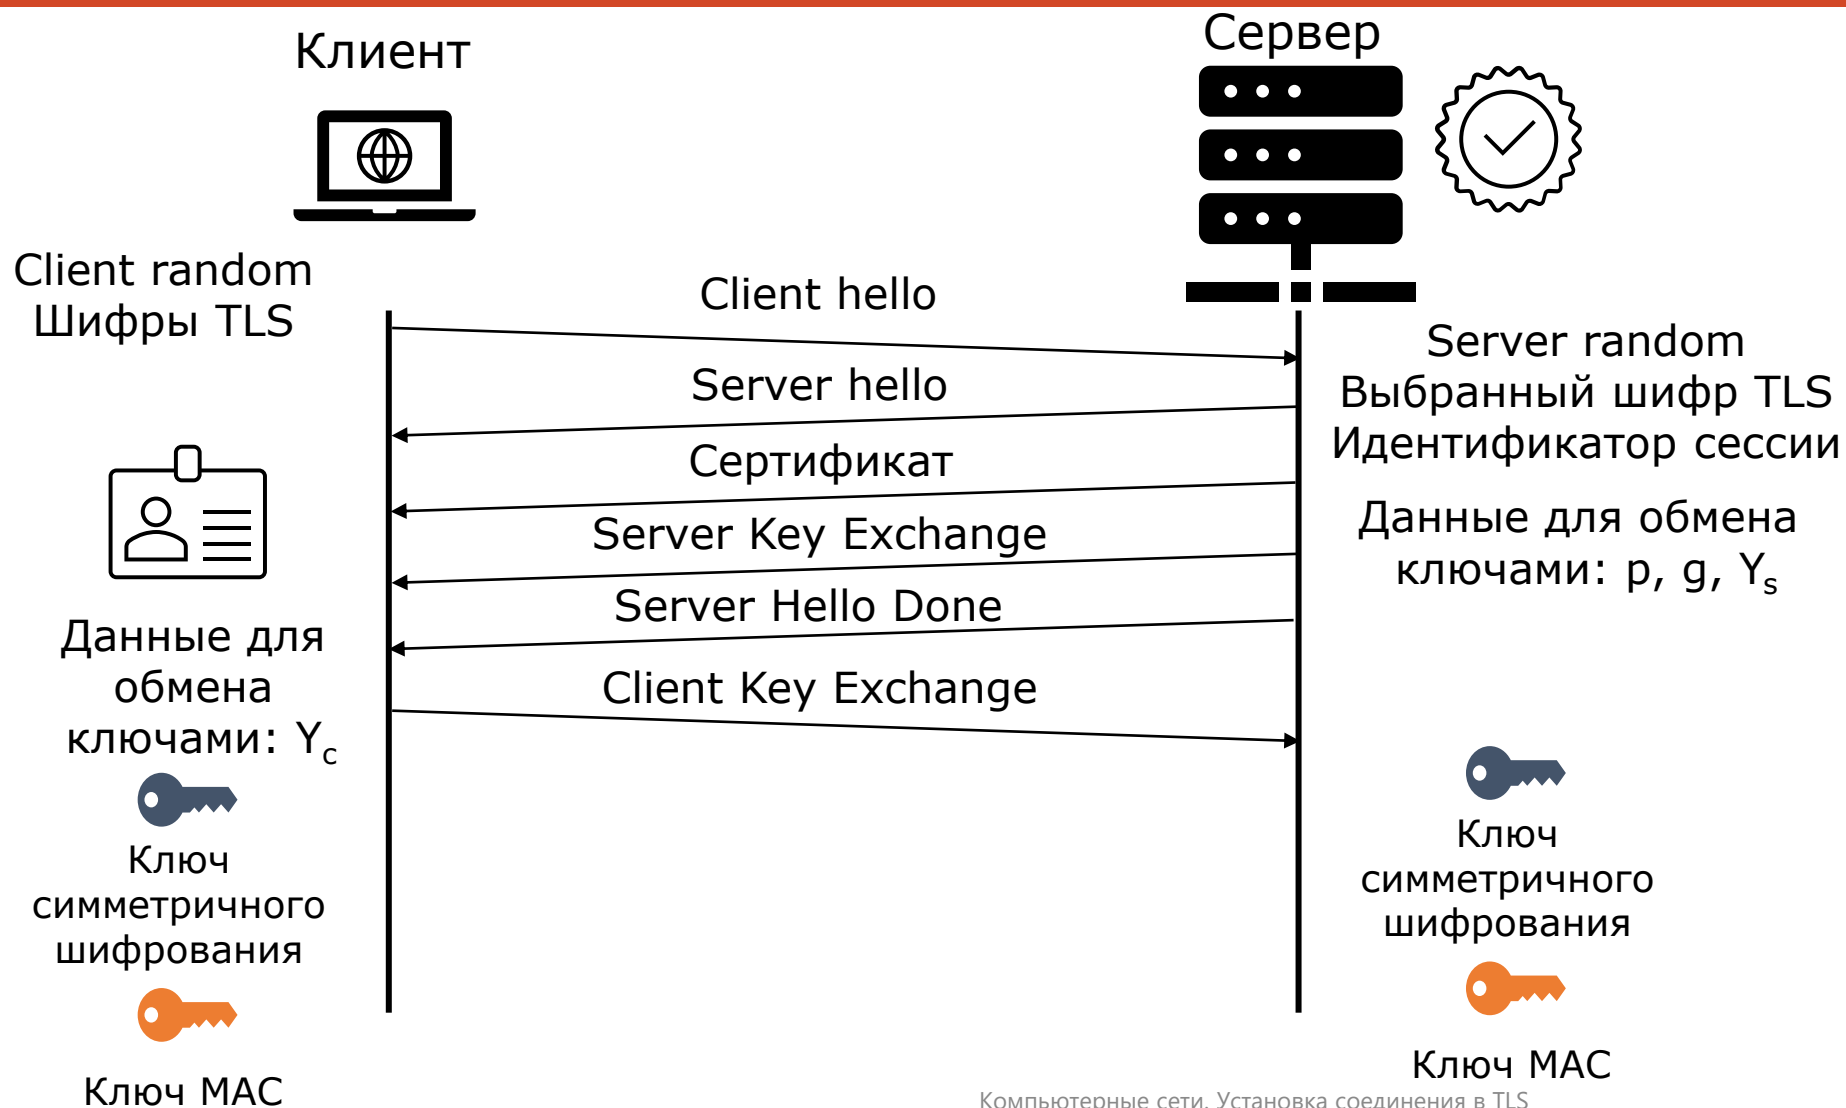 Клиент
Сервер
Client random
Шифры TLS
Client hello
Server hello
Server random
Выбранный шифр TLS
Идентификатор сессии
Сертификат
Server Key Exchange
Данные для обмена
ключами: p, g, Yₛ
Server Hello Done
Данные для
обмена
ключами: Y_c
Client Key Exchange
Ключ
симметричного
шифрования
Ключ
симметричного
шифрования
Ключ MAC
Ключ MAC
Компьютерные сети. Установка соединения в TLS